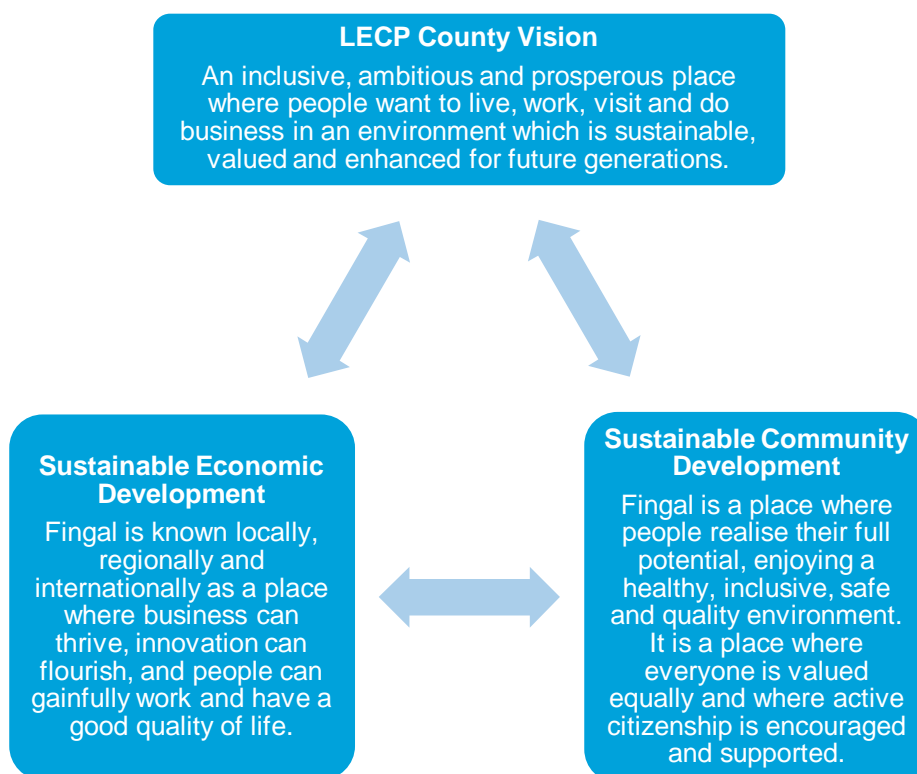 LECP County Vision
An inclusive, ambitious and prosperous place
where people want to live, work, visit and do
business in an environment which is sustainable,
valued and enhanced for future generations.
Sustainable Economic
Development
Fingal is known locally,
regionally and
internationally as a place
where business can
thrive, innovation can
flourish, and people can
gainfully work and have a
good quality of life.
Sustainable Community
Development
Fingal is a place where
people realise their full
potential, enjoying a
healthy, inclusive, safe
and quality environment.
It is a place where
everyone is valued
equally and where active
citizenship is encouraged
and supported.